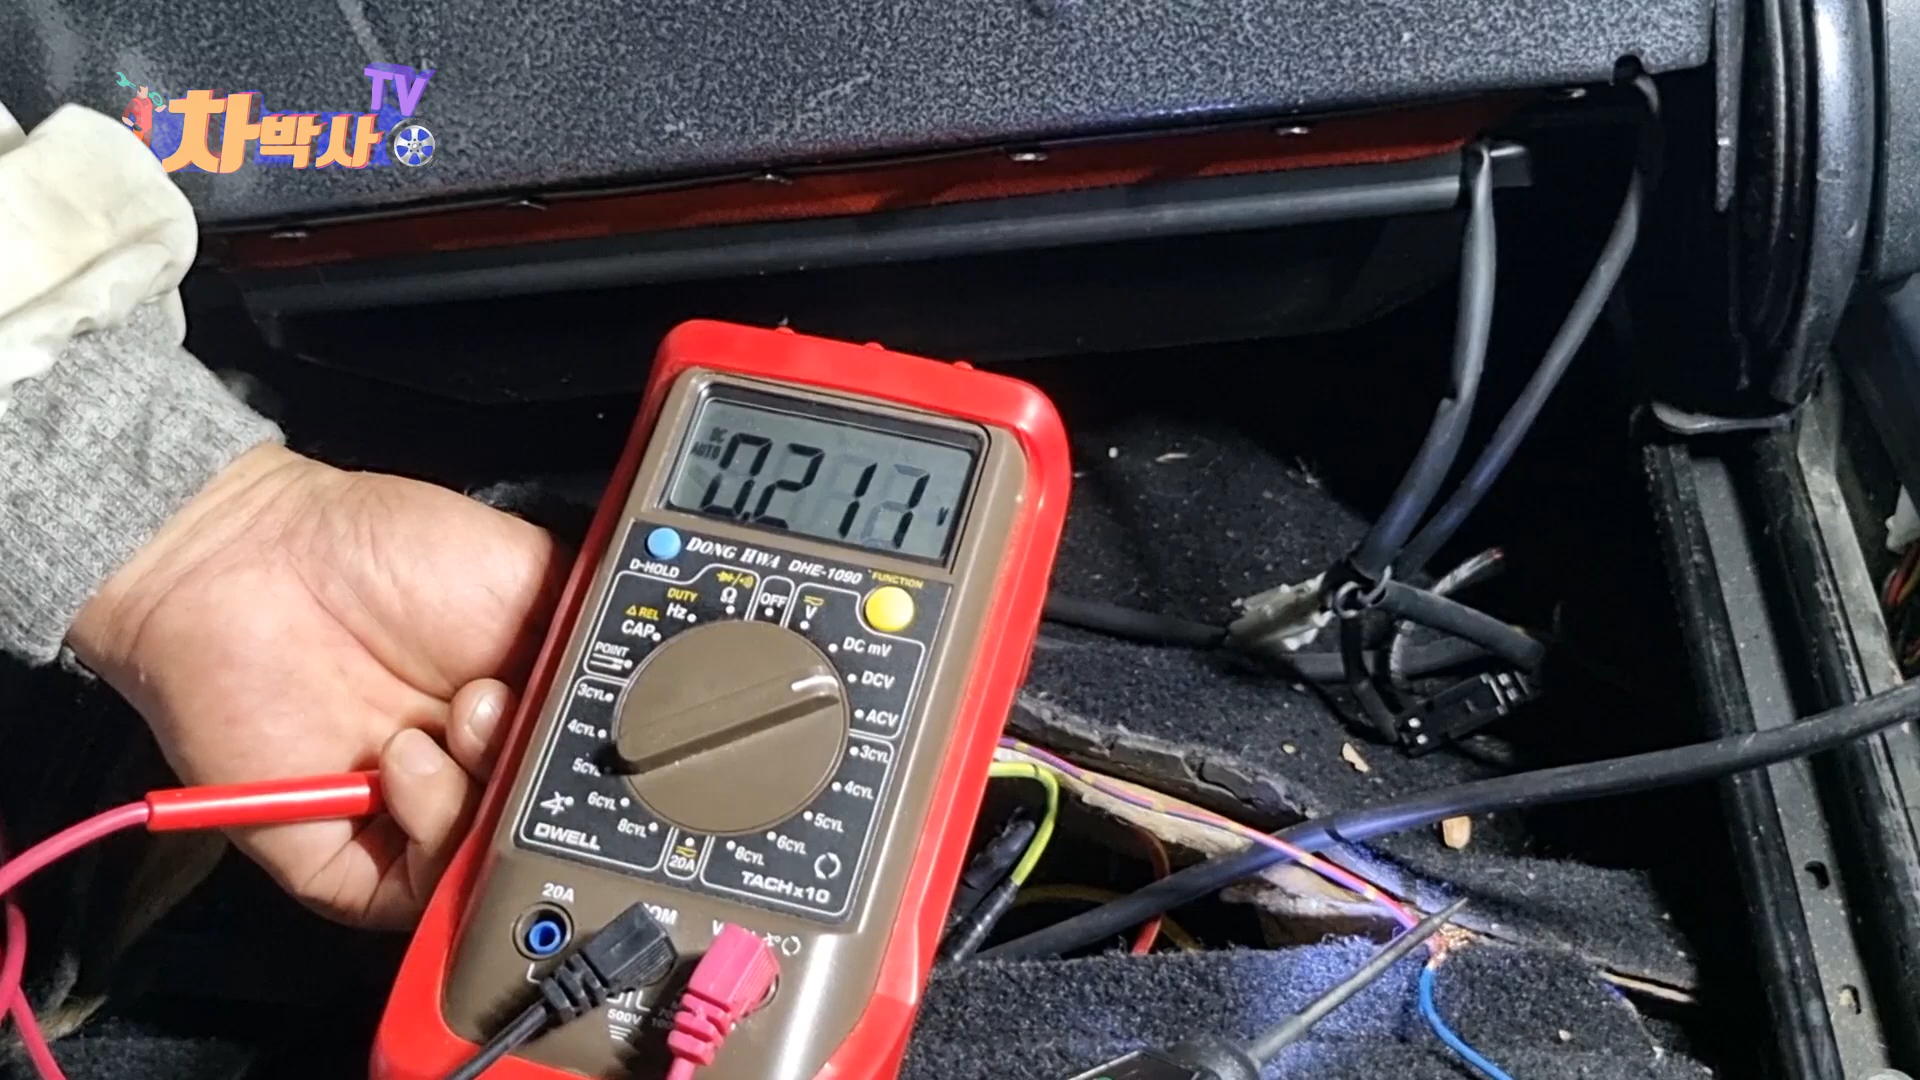 TV
차박사
DC
AUTO
0.217
V
DONG HWA DHE-1090
D-HOLD
FUNCTION
DUTY
Hz
Ω
OFF
V
△ REL
CAP
DC mV
POINT
DCV
ACV
3CYL
4CYL
5CYL
6CYL
8CYL
DWELL
3CYL
4CYL
5CYL
6CYL
8CYL
TACHx10
20A
20A
500V